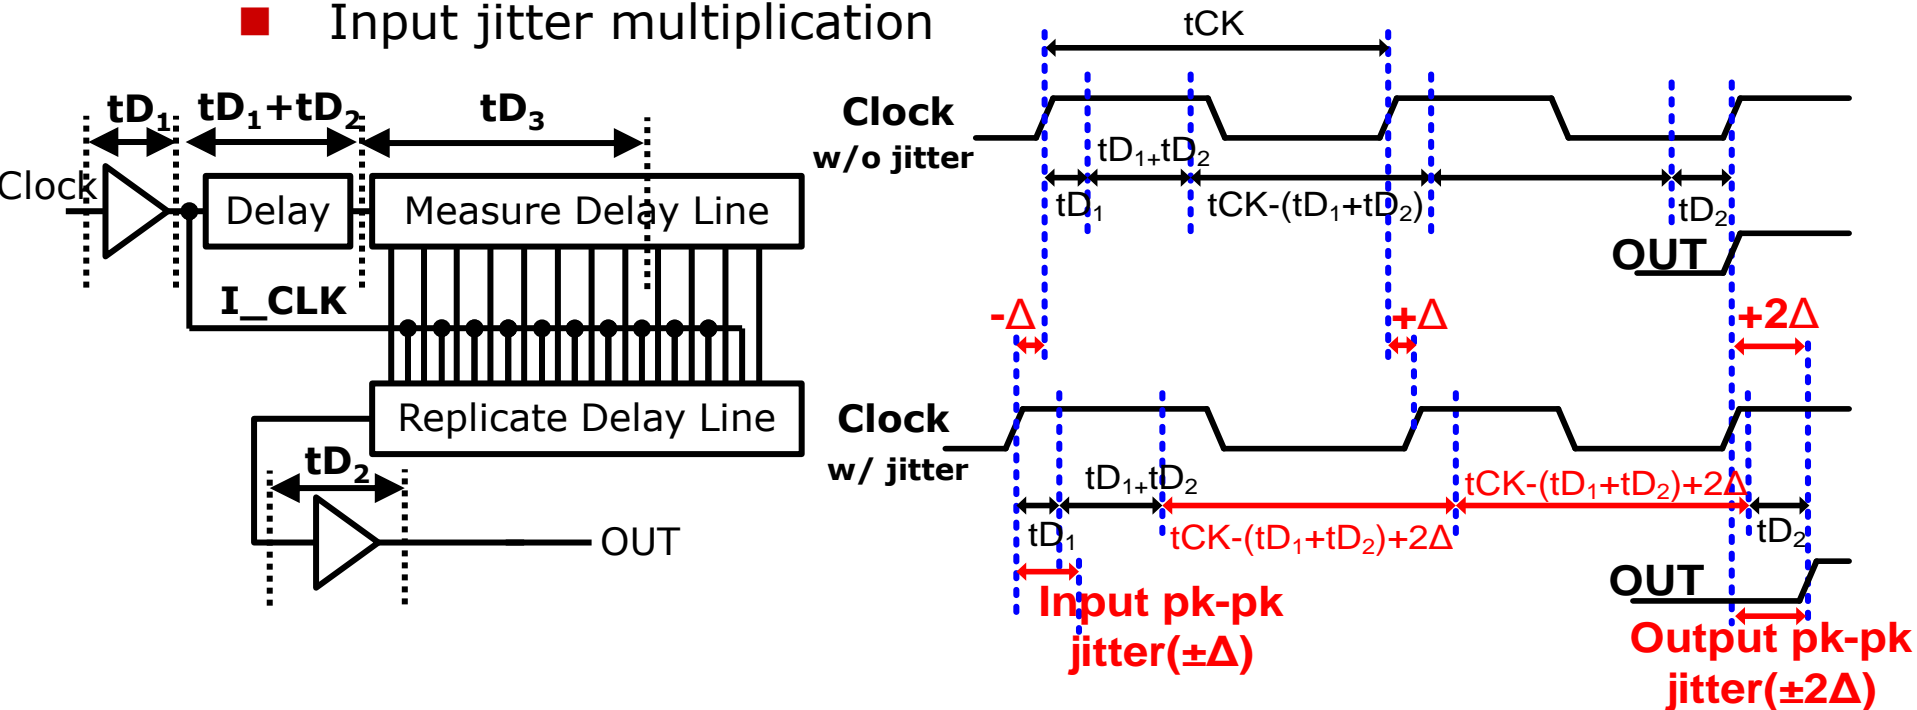 ■ Input jitter multiplication
tD₁ tD₁+tD₂ tD₃
Clock
Delay
Measure Delay Line
I_CLK
Replicate Delay Line
tD₂
OUT
tCK
Clock
w/o jitter
tD₁₊tD₂
tD₁
tCK-(tD₁+tD₂)
tD₂
OUT
-Δ
+Δ
+2Δ
Clock
w/ jitter
tD₁₊tD₂
tCK-(tD₁+tD₂)+2Δ
tD₁
tCK-(tD₁+tD₂)+2Δ
tD₂
OUT
Input pk-pk
jitter(±Δ)
Output pk-pk
jitter(±2Δ)